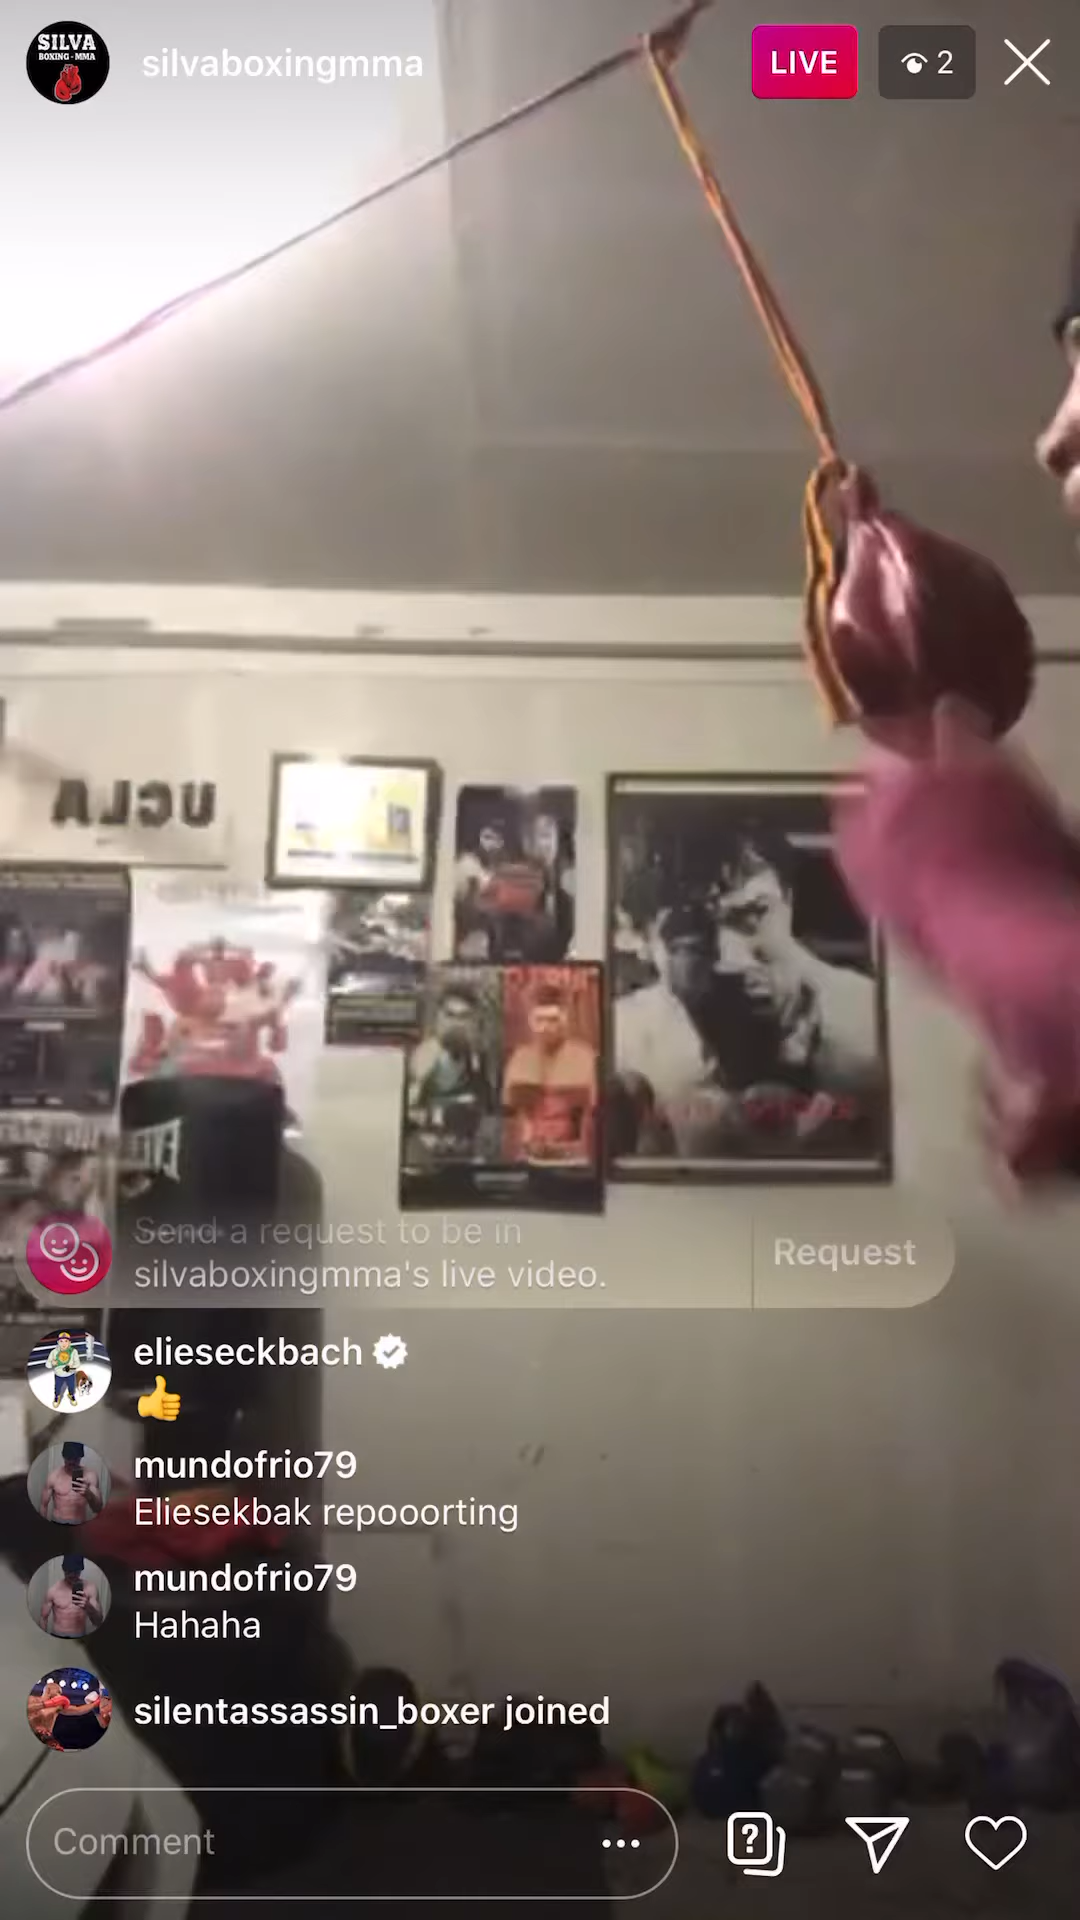 SILVA
BOXING-MMA
silvaboxingmma
LIVE
2
UCLA
Send a request to be in
silvaboxingmma's live video.
Request
elieseckbach
👍
mundofrio79
Eliesekbak repooorting
mundofrio79
Hahaha
silentassassin_boxer joined
Comment